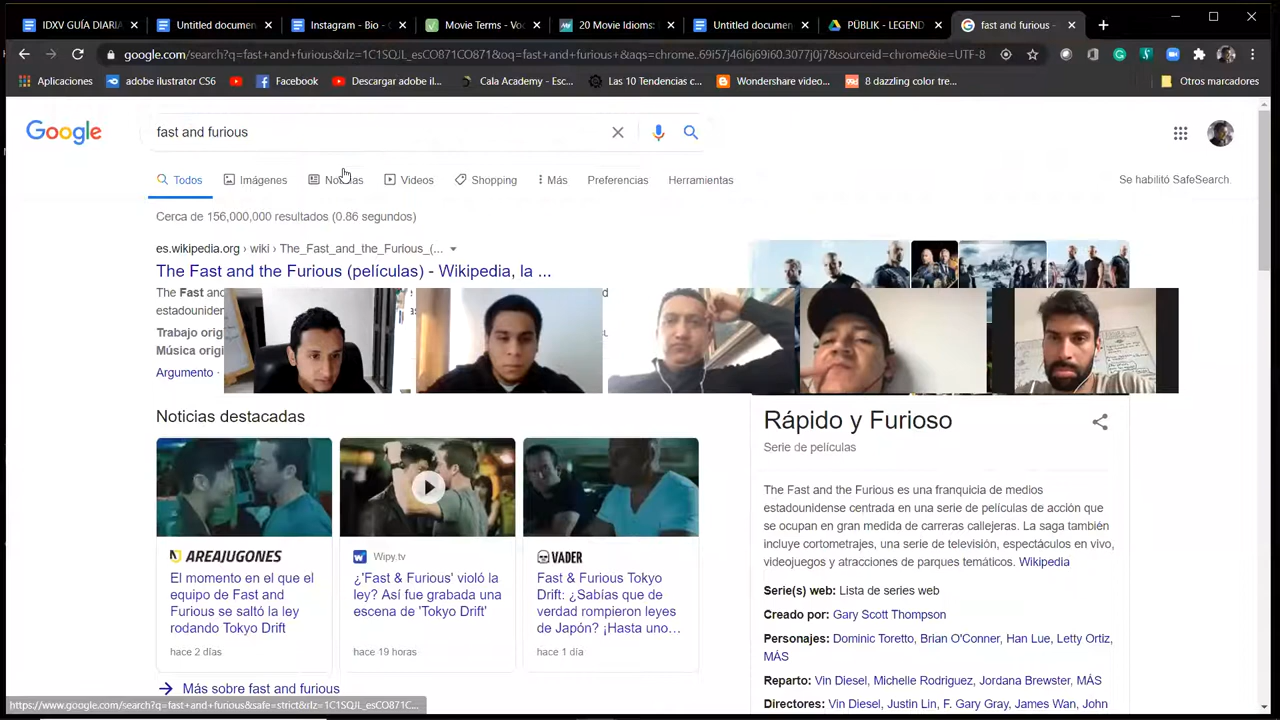 IDXV GUÍA DIARIA
Untitled documen
Instagram - Bio -
Movie Terms - Voc
20 Movie Idioms:
Untitled documen
PÚBLIK - LEGEND
fast and furious -
google.com/search?q=fast+and+furious&rlz=1C1SQJL_esCO871CO871&oq=fast+and+furious+&aqs=chrome..69i57j46l6j69i60.3077j0j7&sourceid=chrome&ie=UTF-8
Aplicaciones
adobe ilustrator CS6
Facebook
Descargar adobe il...
Cala Academy - Esc...
Las 10 Tendencias c...
Wondershare video...
8 dazzling color tre...
Otros marcadores
Google
fast and furious
Todos
Imágenes
Noticias
Videos
Shopping
Más
Preferencias
Herramientas
Se habilitó SafeSearch.
Cerca de 156,000,000 resultados (0.86 segundos)
es.wikipedia.org › wiki › The_Fast_and_the_Furious_(...
The Fast and the Furious (películas) - Wikipedia, la ...
The Fast and
estadouniden
Trabajo orig
Música origi
Argumento ·
Noticias destacadas
AREAJUGONES
El momento en el que el
equipo de Fast and
Furious se saltó la ley
rodando Tokyo Drift
hace 2 días
Wipy.tv
¿'Fast & Furious' violó la
ley? Así fue grabada una
escena de 'Tokyo Drift'
hace 19 horas
VADER
Fast & Furious Tokyo
Drift: ¿Sabías que de
verdad rompieron leyes
de Japón? ¡Hasta uno...
hace 1 día
Más sobre fast and furious
Rápido y Furioso
Serie de películas
The Fast and the Furious es una franquicia de medios
estadounidense centrada en una serie de películas de acción que
se ocupan en gran medida de carreras callejeras. La saga también
incluye cortometrajes, una serie de televisión, espectáculos en vivo,
videojuegos y atracciones de parques temáticos. Wikipedia
Serie(s) web: Lista de series web
Creado por: Gary Scott Thompson
Personajes: Dominic Toretto, Brian O'Conner, Han Lue, Letty Ortiz,
MÁS
Reparto: Vin Diesel, Michelle Rodriguez, Jordana Brewster, MÁS
Directores: Vin Diesel, Justin Lin, F. Gary Gray, James Wan, John
https://www.google.com/search?q=fast+and+furious&safe=strict&rlz=1C1SQJL_esCO871C...